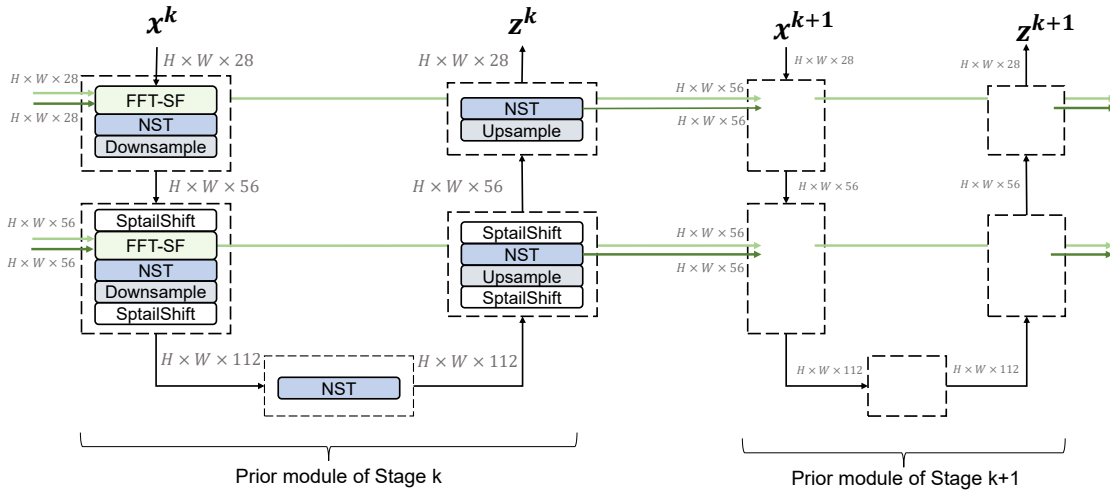 x^k
z^k
x^{k+1}
z^{k+1}
H × W × 28
H × W × 28
H × W × 28
H × W × 28
H × W × 28
H × W × 28
FFT-SF
NST
Downsample
NST
Upsample
H × W × 56
H × W × 56
H × W × 56
H × W × 56
H × W × 56
H × W × 56
H × W × 56
H × W × 56
SptailShift
FFT-SF
NST
Downsample
SptailShift
SptailShift
NST
Upsample
SptailShift
H × W × 56
H × W × 56
H × W × 112
H × W × 112
H × W × 112
H × W × 112
NST
Prior module of Stage k
Prior module of Stage k+1